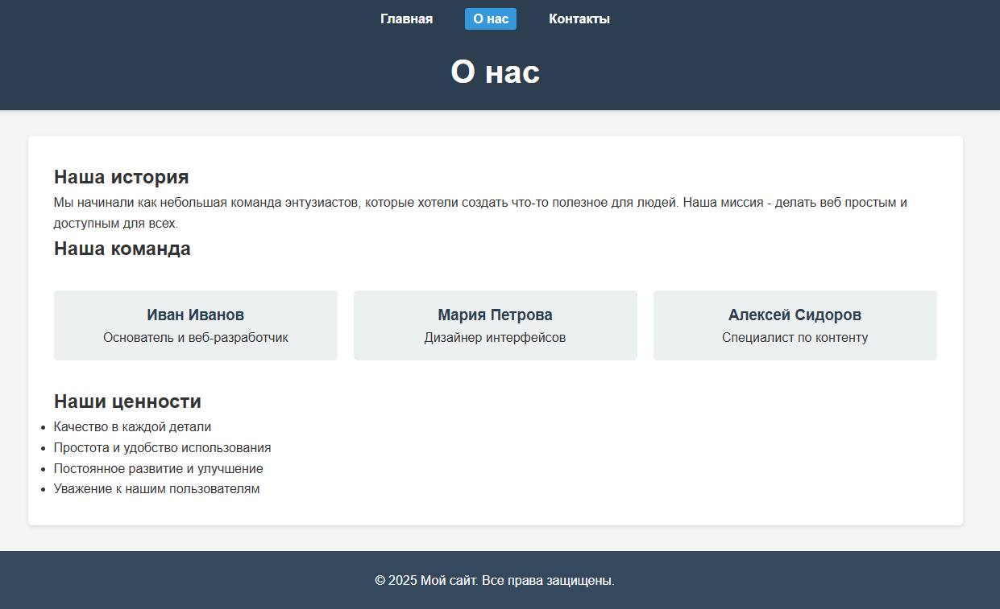 Главная О нас Контакты
О нас
Наша история
Мы начинали как небольшая команда энтузиастов, которые хотели создать что-то полезное для людей. Наша миссия - делать веб простым и
доступным для всех.
Наша команда
Иван Иванов
Основатель и веб-разработчик
Мария Петрова
Дизайнер интерфейсов
Алексей Сидоров
Специалист по контенту
Наши ценности
Качество в каждой детали
Простота и удобство использования
Постоянное развитие и улучшение
Уважение к нашим пользователям
© 2025 Мой сайт. Все права защищены.